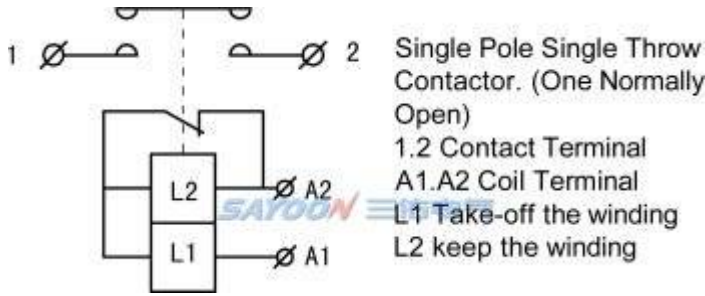 1
2
Single Pole Single Throw
Contactor. (One Normally
Open)
1.2 Contact Terminal
A1.A2 Coil Terminal
L1 Take-off the winding
L2 keep the winding
L2
A2
SAYOON
L1
A1